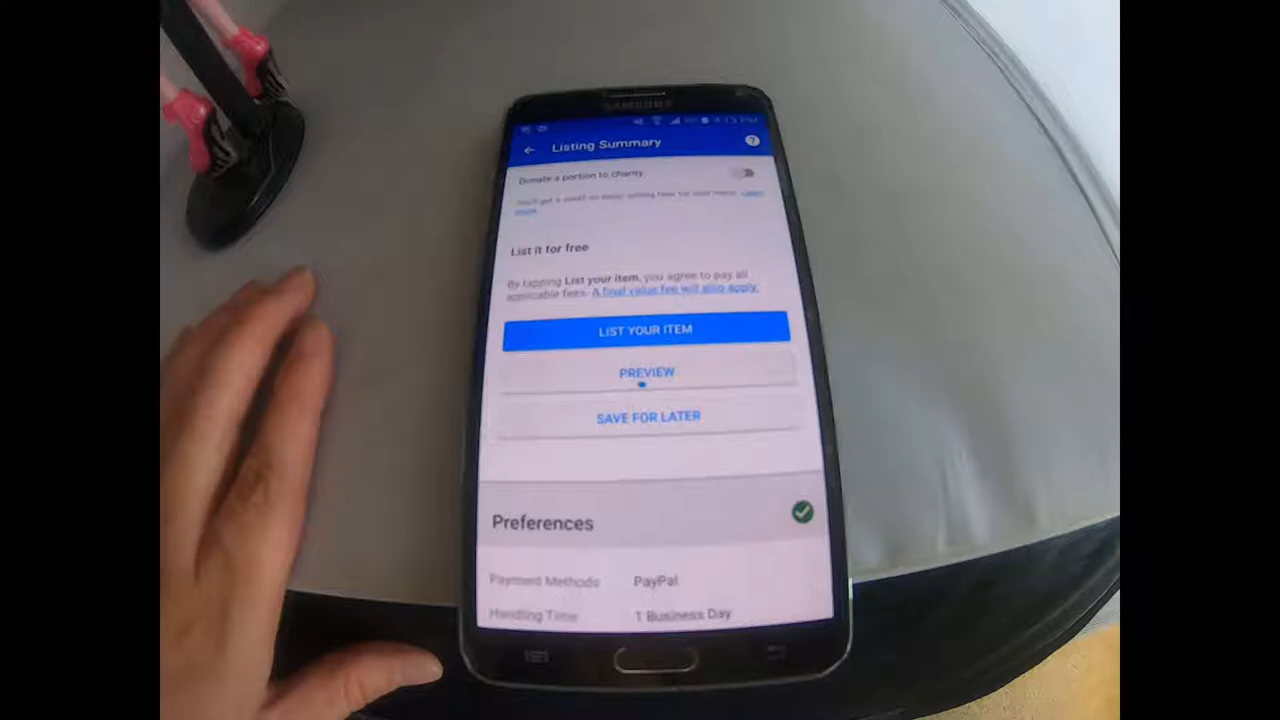 SAMSUNG
4:13 PM
Listing Summary
?
Donate a portion to charity
You'll get a credit on basic selling fees for sold items. Learn
more.
List it for free
By tapping List your item, you agree to pay all
applicable fees. A final value fee will also apply.
LIST YOUR ITEM
PREVIEW
SAVE FOR LATER
Preferences
Payment Methods PayPal
Handling Time 1 Business Day